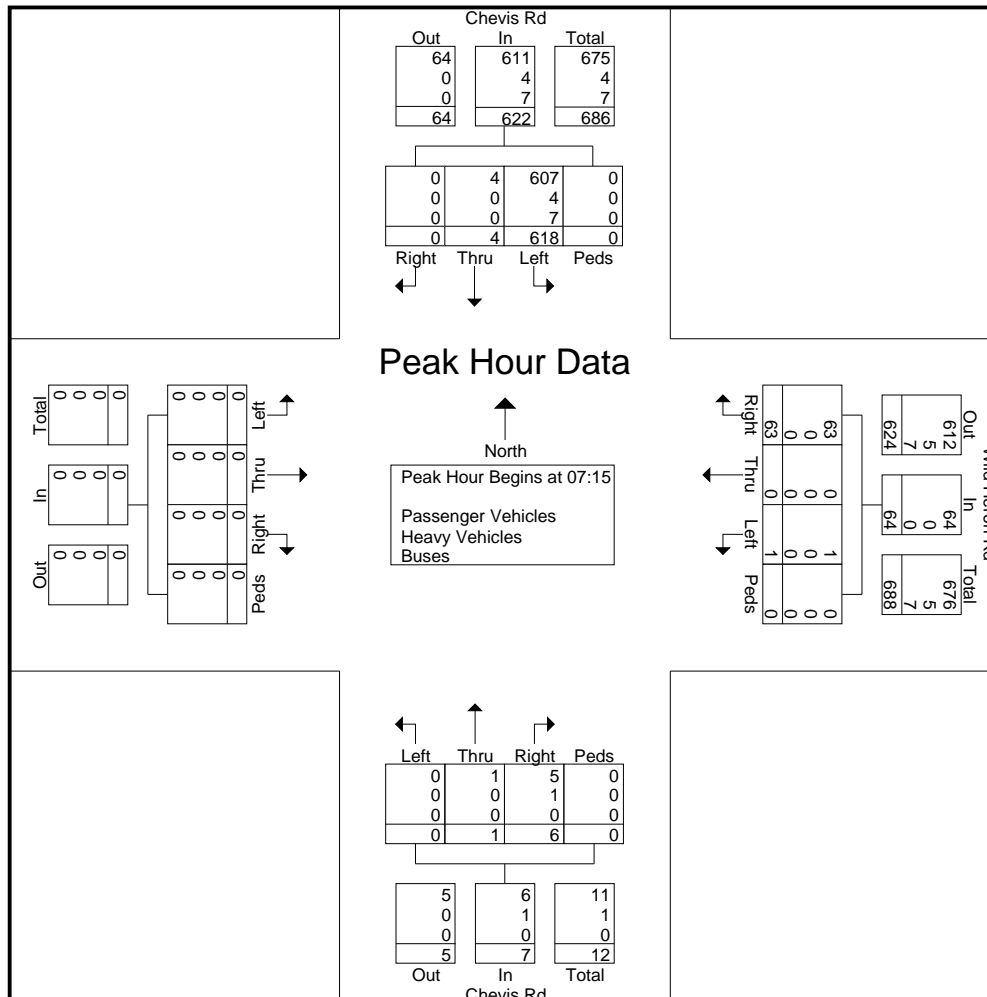 Chevis Rd
Out In Total
64 611 675
0 4 4
0 7 7
64 622 686
0 4 607 0
0 0 4 0
0 0 7 0
0 4 618 0
Right Thru Left Peds
Peak Hour Data
North
Peak Hour Begins at 07:15
Passenger Vehicles
Heavy Vehicles
Buses
Left 0 0 0 0
Thru 0 0 0 0
Right 0 0 0 0
Peds 0 0 0 0
Total 0 0 0 0
In 0 0 0 0
Out 0 0 0 0
Right 63 0 0 63
Thru 0 0 0 0
Left 1 0 0 1
Peds 0 0 0 0
Out 612 5 7 624
In 64 0 0 64
Total 676 5 7 688
Rd
Left Thru Right Peds
0 1 5 0
0 0 1 0
0 0 0 0
0 1 6 0
5 6 11
0 1 1
0 0 0
5 7 12
Out In Total
Chevis Rd